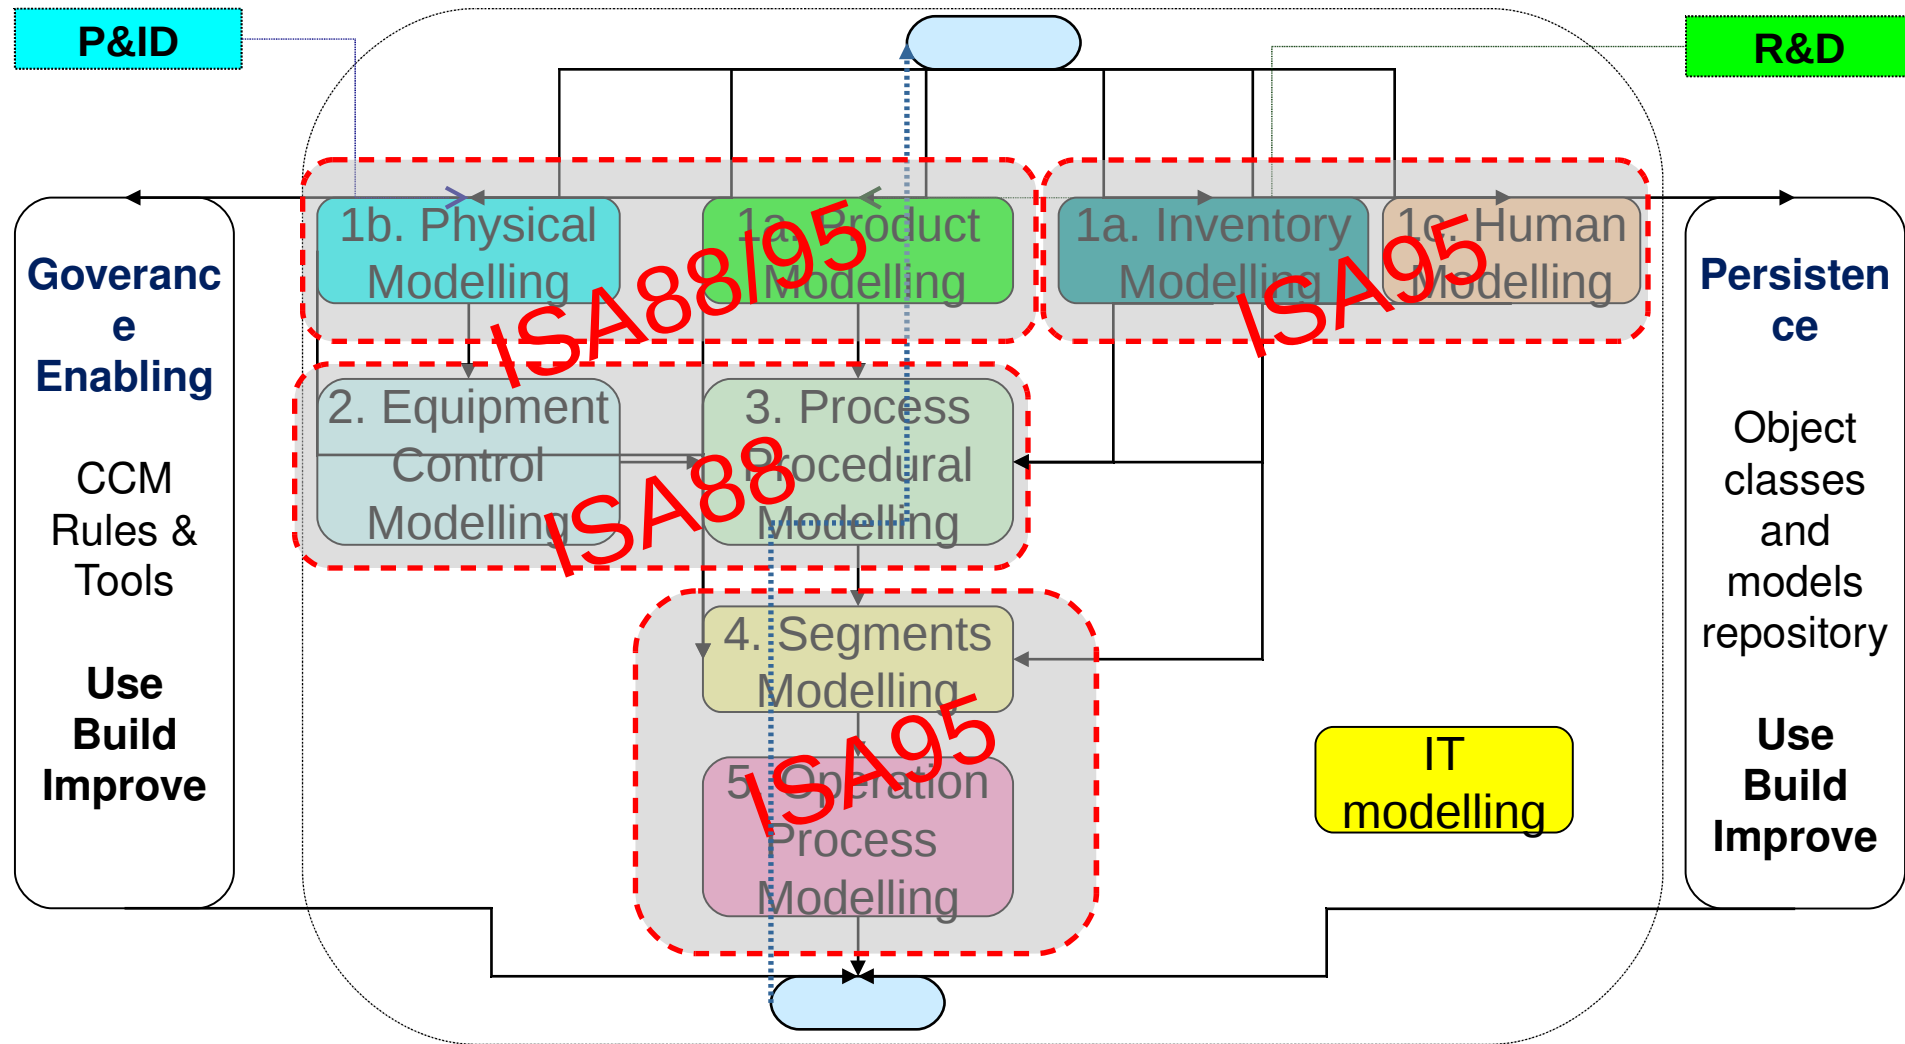 P&ID
R&D
1b. Physical
Modelling
1a. Product
Modelling
ISA88/95
1a. Inventory
Modelling
1c. Human
Modelling
ISA95
Goveranc
e
Enabling
CCM
Rules &
Tools
Use
Build
Improve
2. Equipment
Control
Modelling
3. Process
Procedural
Modelling
ISA88
4. Segments
Modelling
5. Operation
Process
Modelling
ISA95
IT
modelling
Persisten
ce
Object
classes
and
models
repository
Use
Build
Improve